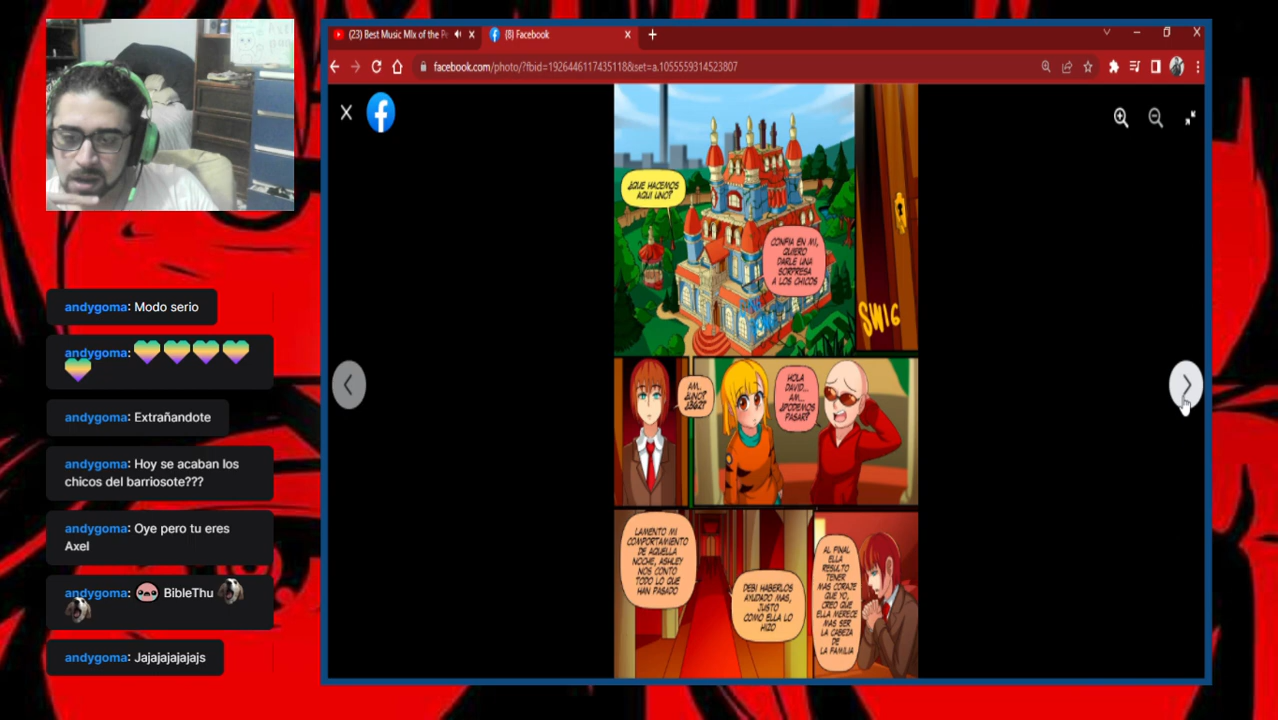 (23) Best Music MIx of the P
(8) Facebook
facebook.com/photo/?fbid=1926446117435118&set=a.1055559314523807
andygoma: Modo serio
andygoma:
andygoma: Extrañandote
andygoma: Hoy se acaban los
chicos del barriosote???
andygoma: Oye pero tu eres
Axel
andygoma: BibleThu
andygoma: Jajajajajajajs
¿QUE HACEMOS
AQUI UNO?
CONFIA EN MI,
QUIERO
DARLE UNA
SORPRESA
A LOS CHICOS
SWIG
AM..
¿UNO?
HOLA
DAVID...
AM...
¿PODEMOS
PASAR?
LAMENTO MI
COMPORTAMIENTO
DE AQUELLA
NOCHE, ASHLEY
NOS CONTO
TODO LO QUE
HAN PASADO
DEBI HABERLOS
AYUDADO MAS,
JUSTO
COMO ELLA LO
HIZO
AL FINAL
ELLA
RESULTO
TENER
MAS CORAJE
QUE YO,
CREO QUE
ELLA MERECE
MAS SER
LA CABEZA
DE
LA FAMILIA